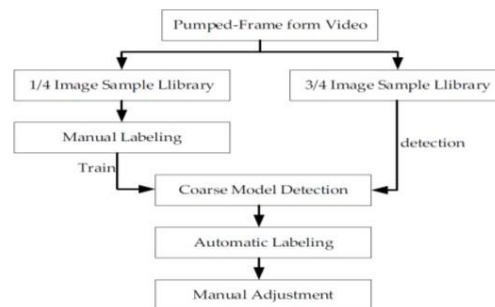 Pumped-Frame form Video
1/4 Image Sample Llibrary
3/4 Image Sample Llibrary
Manual Labeling
Train
detection
Coarse Model Detection
Automatic Labeling
Manual Adjustment